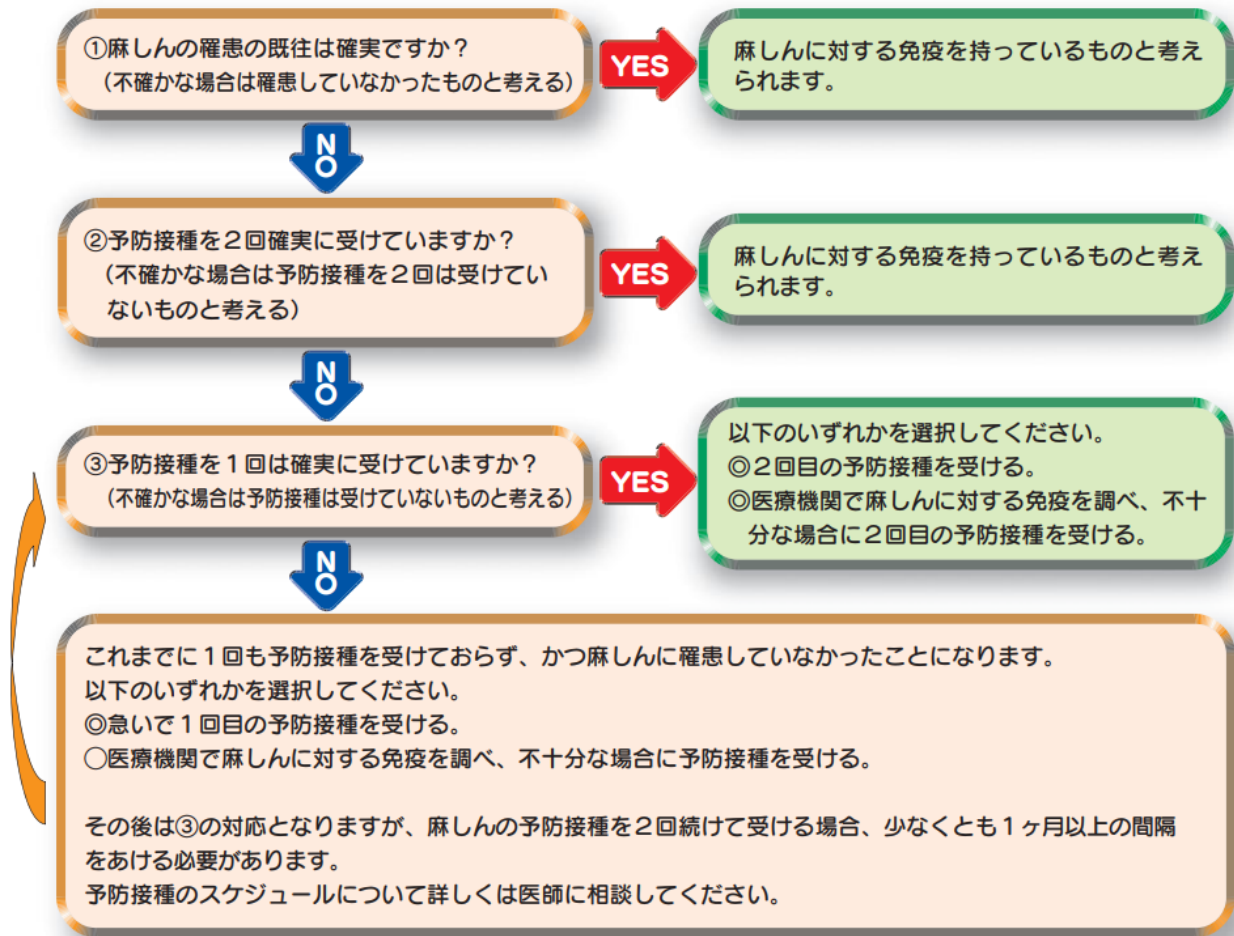 ①麻しんの罹患の既往は確実ですか？
（不確かな場合は罹患していなかったものと考える）
YES
麻しんに対する免疫を持っているものと考え
られます。
NO
②予防接種を２回確実に受けていますか？
（不確かな場合は予防接種を２回は受けてい
ないものと考える）
YES
麻しんに対する免疫を持っているものと考え
られます。
NO
③予防接種を１回は確実に受けていますか？
（不確かな場合は予防接種は受けていないものと考える）
YES
以下のいずれかを選択してください。
◎２回目の予防接種を受ける。
◎医療機関で麻しんに対する免疫を調べ、不十
分な場合に２回目の予防接種を受ける。
NO
これまでに１回も予防接種を受けておらず、かつ麻しんに罹患していなかったことになります。
以下のいずれかを選択してください。
◎急いで１回目の予防接種を受ける。
○医療機関で麻しんに対する免疫を調べ、不十分な場合に予防接種を受ける。
その後は③の対応となりますが、麻しんの予防接種を２回続けて受ける場合、少なくとも１ヶ月以上の間隔
をあける必要があります。
予防接種のスケジュールについて詳しくは医師に相談してください。